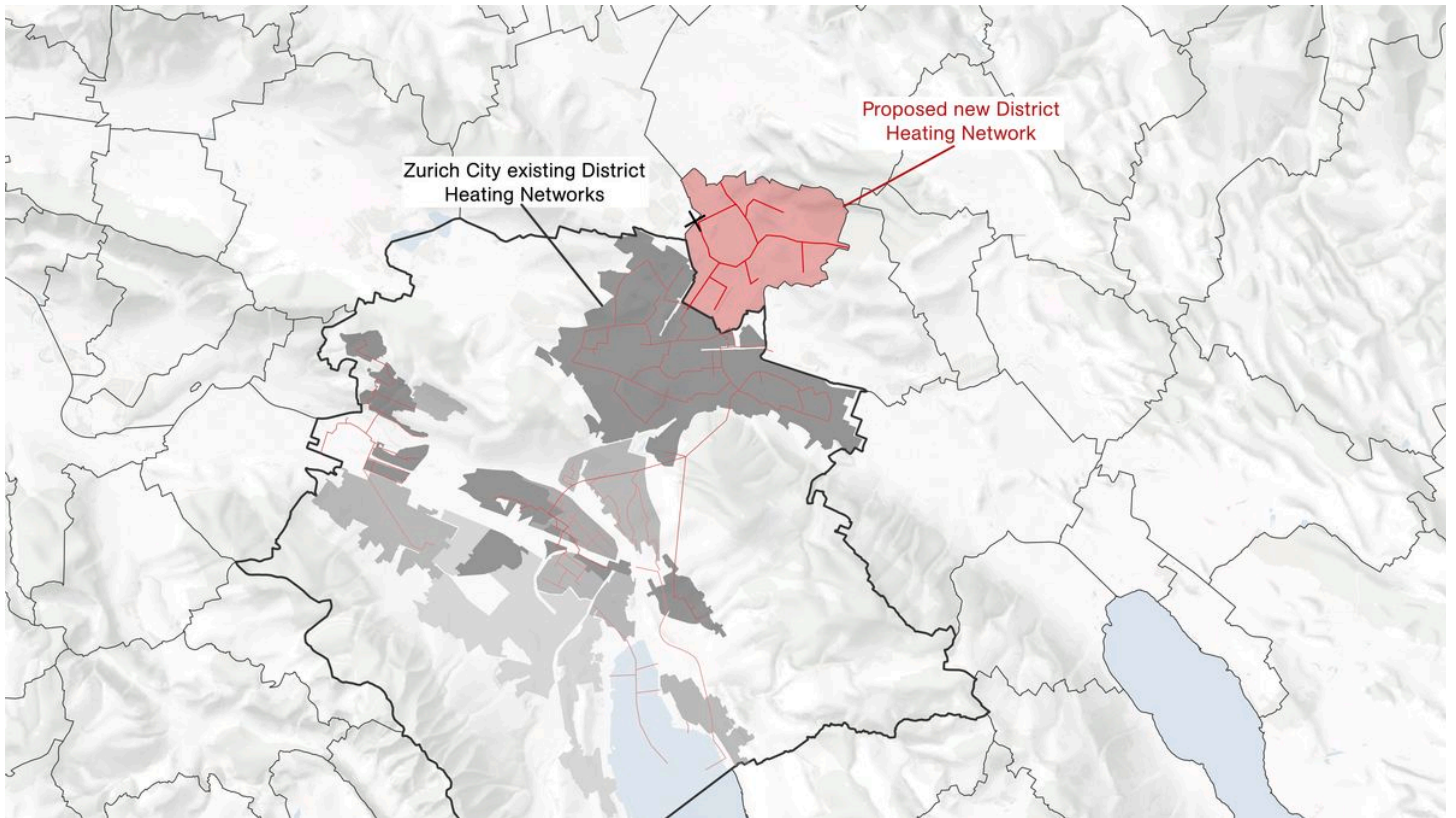 Proposed new District
Heating Network
Zurich City existing District
Heating Networks